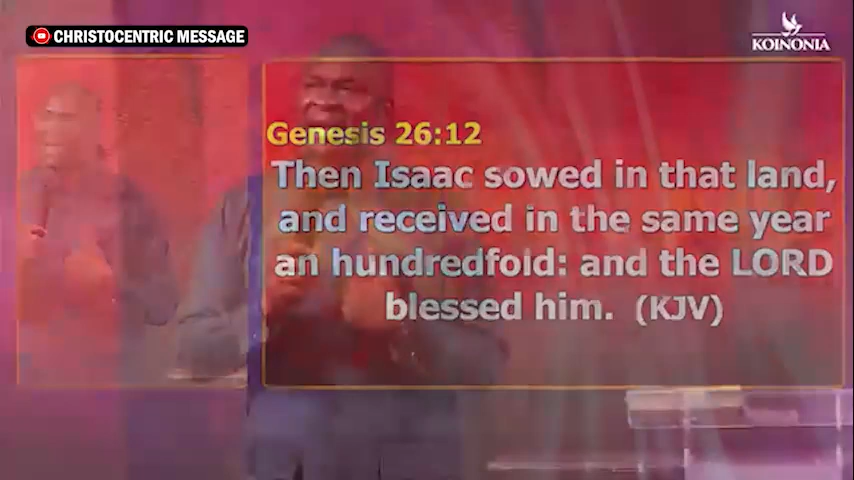 CHRISTOCENTRIC MESSAGE
KOINONIA
Genesis 26:12
Then Isaac sowed in that land,
and received in the same year
an hundredfold: and the LORD
blessed him. (KJV)